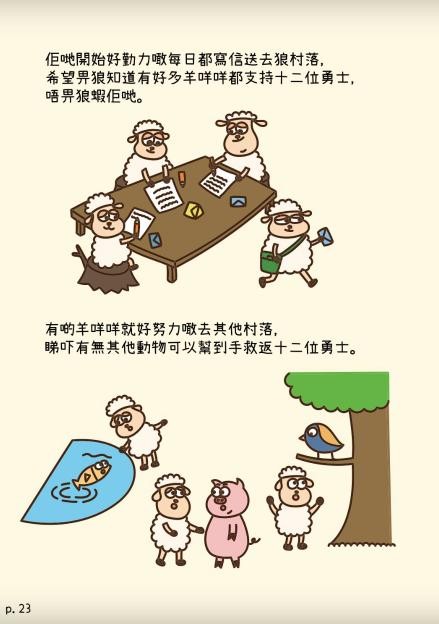 佢哋開始好勤力噉每日都寫信送去狼村落,
希望畀狼知道有好多羊咩咩都支持十二位勇士,
唔畀狼蝦佢哋。
有啲羊咩咩就好努力噉去其他村落,
睇吓有無其他動物可以幫到手救返十二位勇士。
p. 23